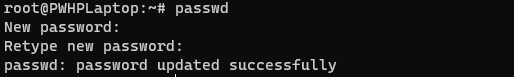 root@PWHPLaptop:~# passwd
New password:
Retype new password:
passwd: password updated successfully